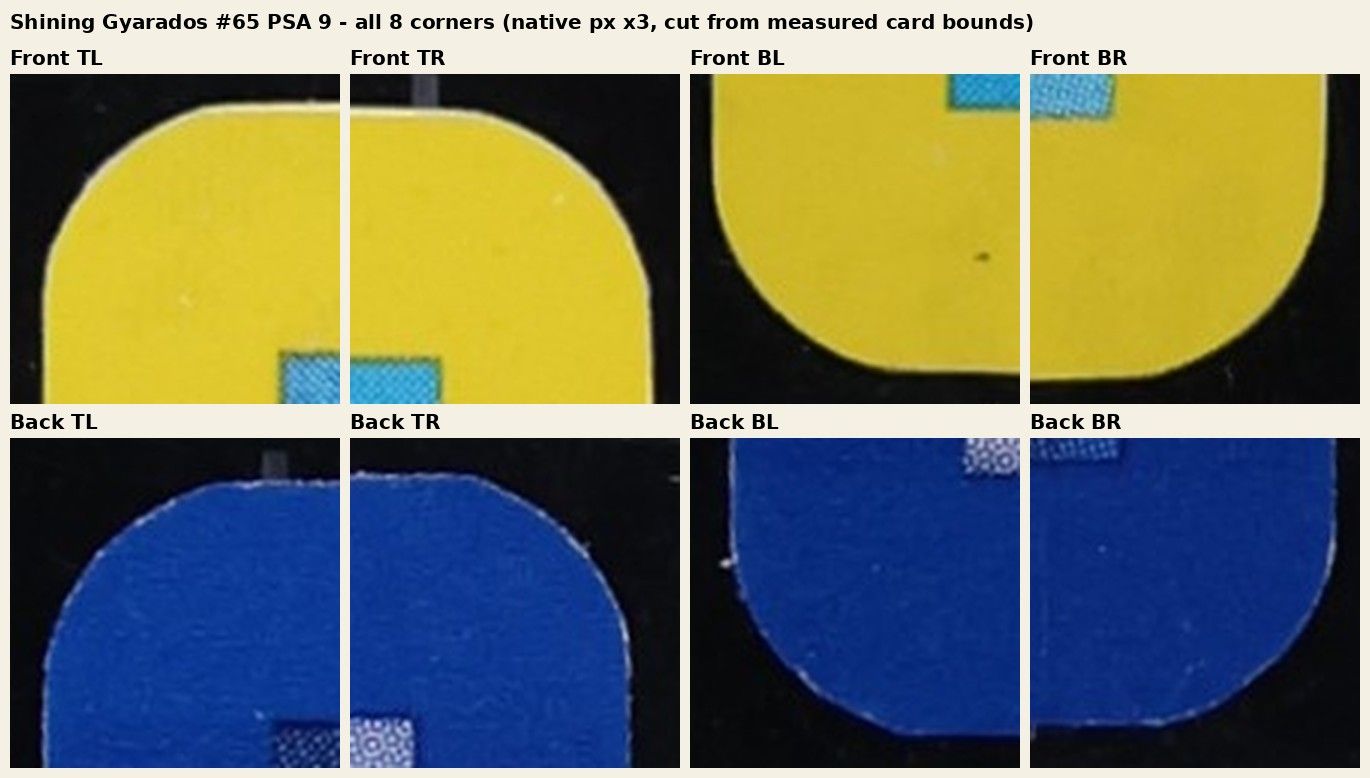 Shining Gyarados #65 PSA 9 - all 8 corners (native px x3, cut from measured card bounds)
Front TL Front TR Front BL Front BR
Back TL Back TR Back BL Back BR